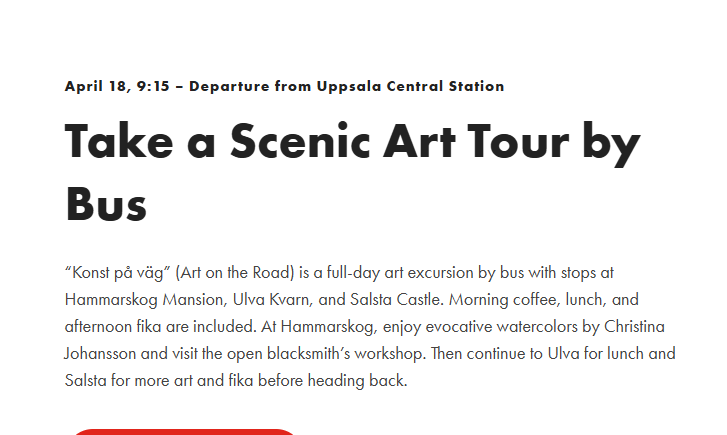 April 18, 9:15 – Departure from Uppsala Central Station
Take a Scenic Art Tour by
Bus
“Konst på väg” (Art on the Road) is a full-day art excursion by bus with stops at
Hammarskog Mansion, Ulva Kvarn, and Salsta Castle. Morning coffee, lunch, and
afternoon fika are included. At Hammarskog, enjoy evocative watercolors by Christina
Johansson and visit the open blacksmith’s workshop. Then continue to Ulva for lunch and
Salsta for more art and fika before heading back.